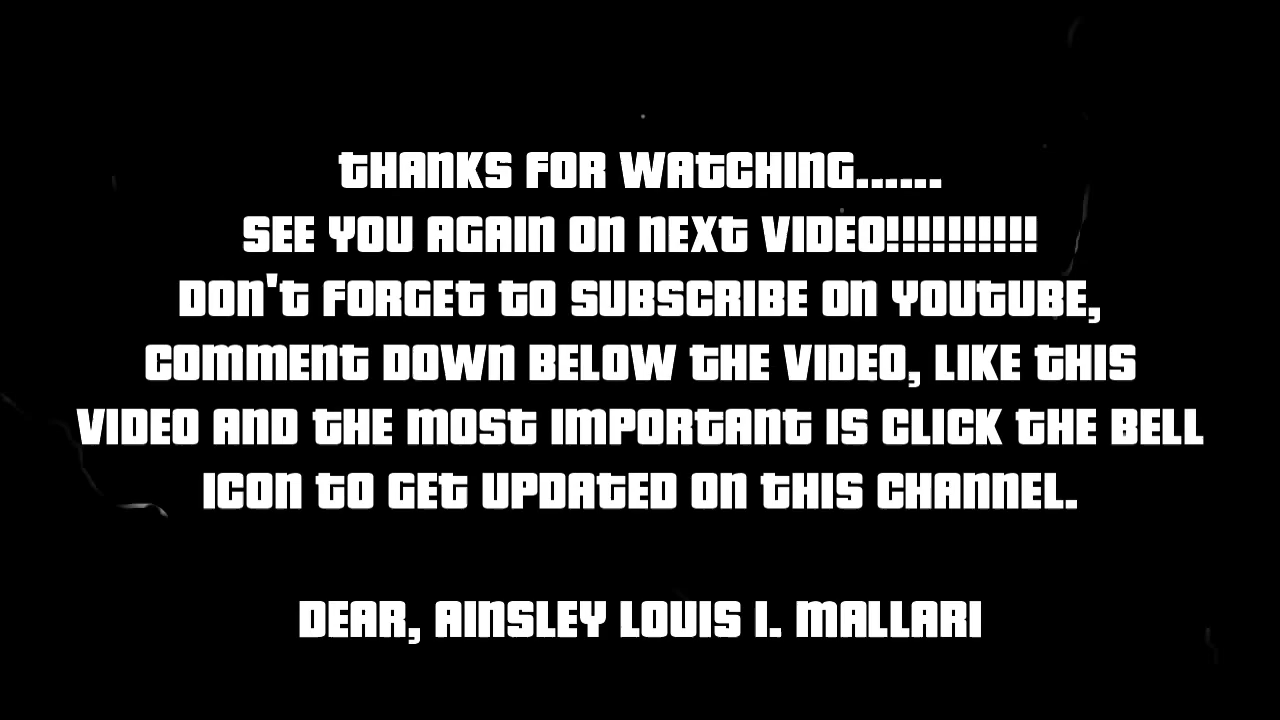 THANKS FOR WATCHING......
SEE YOU AGAIN ON NEXT VIDEO!!!!!!!!!!
DON'T FORGET TO SUBSCRIBE ON YOUTUBE,
COMMENT DOWN BELOW THE VIDEO, LIKE THIS
VIDEO AND THE MOST IMPORTANT IS CLICK THE BELL
ICON TO GET UPDATED ON THIS CHANNEL.
DEAR, AINSLEY LOUIS I. MALLARI